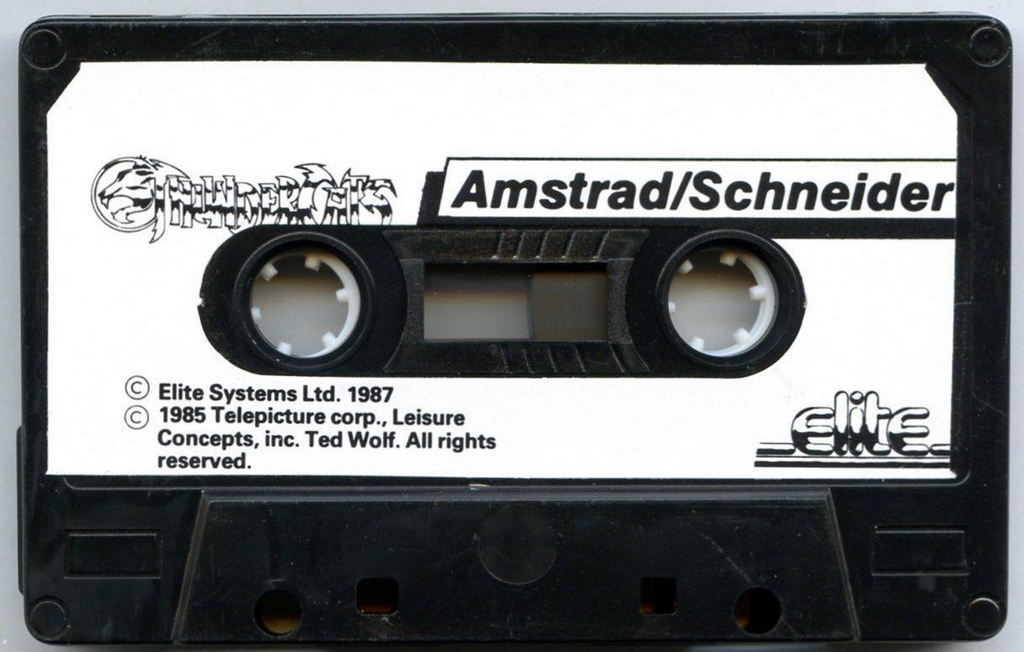 ThunderCats
Amstrad/Schneider
© Elite Systems Ltd. 1987
© 1985 Telepicture corp., Leisure
Concepts, inc. Ted Wolf. All rights
reserved.
elite